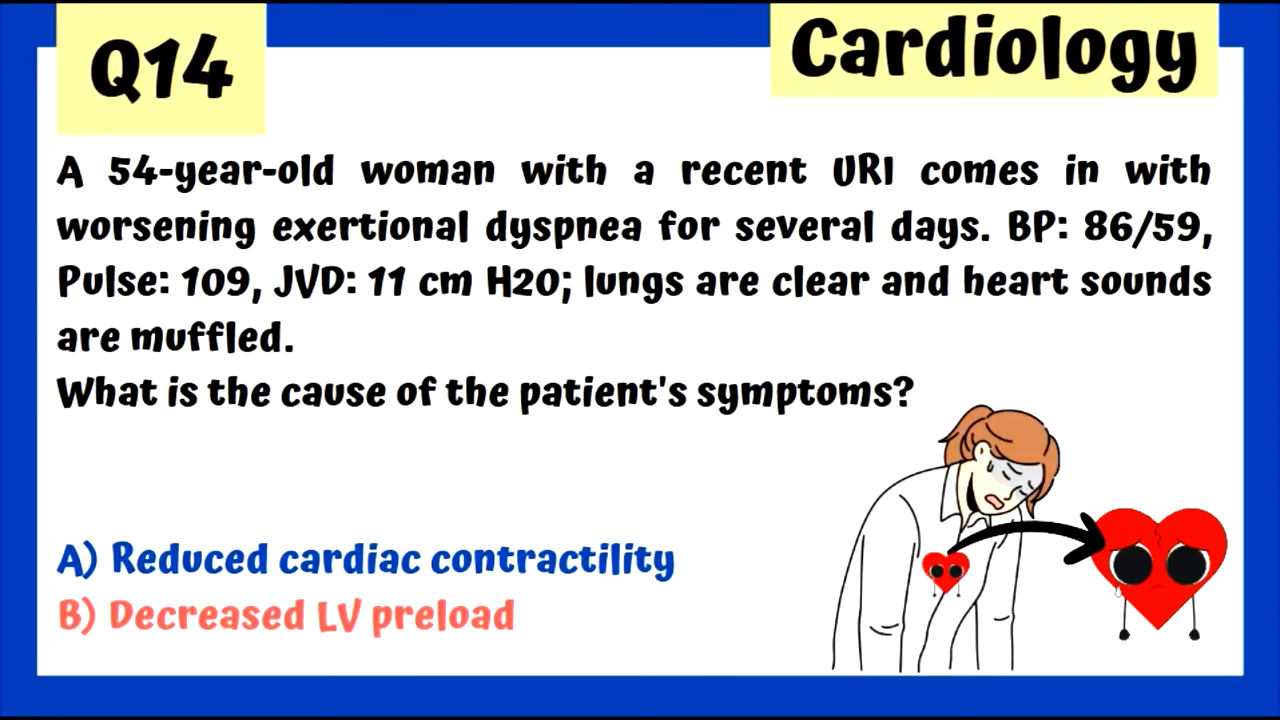 Q14
Cardiology
A 54-year-old woman with a recent URI comes in with
worsening exertional dyspnea for several days. BP: 86/59,
Pulse: 109, JVD: 11 cm H20; lungs are clear and heart sounds
are muffled.
What is the cause of the patient's symptoms?
A) Reduced cardiac contractility
B) Decreased LV preload